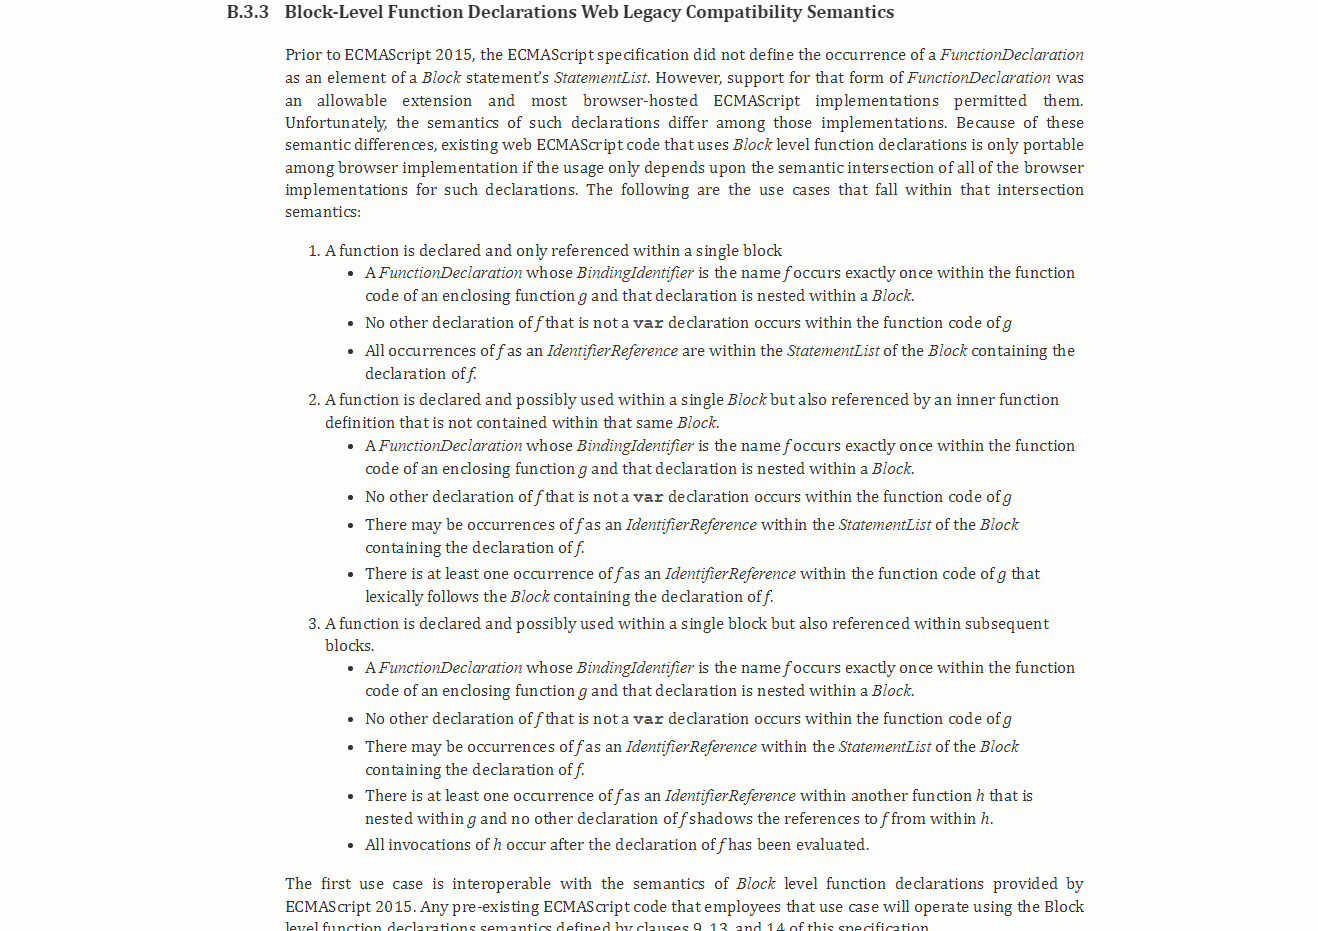 B.3.3 Block-Level Function Declarations Web Legacy Compatibility Semantics
Prior to ECMAScript 2015, the ECMAScript specification did not define the occurrence of a FunctionDeclaration
as an element of a Block statement’s StatementList. However, support for that form of FunctionDeclaration was
an allowable extension and most browser-hosted ECMAScript implementations permitted them.
Unfortunately, the semantics of such declarations differ among those implementations. Because of these
semantic differences, existing web ECMAScript code that uses Block level function declarations is only portable
among browser implementation if the usage only depends upon the semantic intersection of all of the browser
implementations for such declarations. The following are the use cases that fall within that intersection
semantics:
1. A function is declared and only referenced within a single block
• A FunctionDeclaration whose BindingIdentifier is the name f occurs exactly once within the function
code of an enclosing function g and that declaration is nested within a Block.
• No other declaration of f that is not a var declaration occurs within the function code of g
• All occurrences of f as an IdentifierReference are within the StatementList of the Block containing the
declaration of f.
2. A function is declared and possibly used within a single Block but also referenced by an inner function
definition that is not contained within that same Block.
• A FunctionDeclaration whose BindingIdentifier is the name f occurs exactly once within the function
code of an enclosing function g and that declaration is nested within a Block.
• No other declaration of f that is not a var declaration occurs within the function code of g
• There may be occurrences of f as an IdentifierReference within the StatementList of the Block
containing the declaration of f.
• There is at least one occurrence of f as an IdentifierReference within the function code of g that
lexically follows the Block containing the declaration of f.
3. A function is declared and possibly used within a single block but also referenced within subsequent
blocks.
• A FunctionDeclaration whose BindingIdentifier is the name f occurs exactly once within the function
code of an enclosing function g and that declaration is nested within a Block.
• No other declaration of f that is not a var declaration occurs within the function code of g
• There may be occurrences of f as an IdentifierReference within the StatementList of the Block
containing the declaration of f.
• There is at least one occurrence of f as an IdentifierReference within another function h that is
nested within g and no other declaration of f shadows the references to f from within h.
• All invocations of h occur after the declaration of f has been evaluated.
The first use case is interoperable with the semantics of Block level function declarations provided by
ECMAScript 2015. Any pre-existing ECMAScript code that employees that use case will operate using the Block
level function declarations semantics defined by clauses 9, 13, and 14 of this specification.